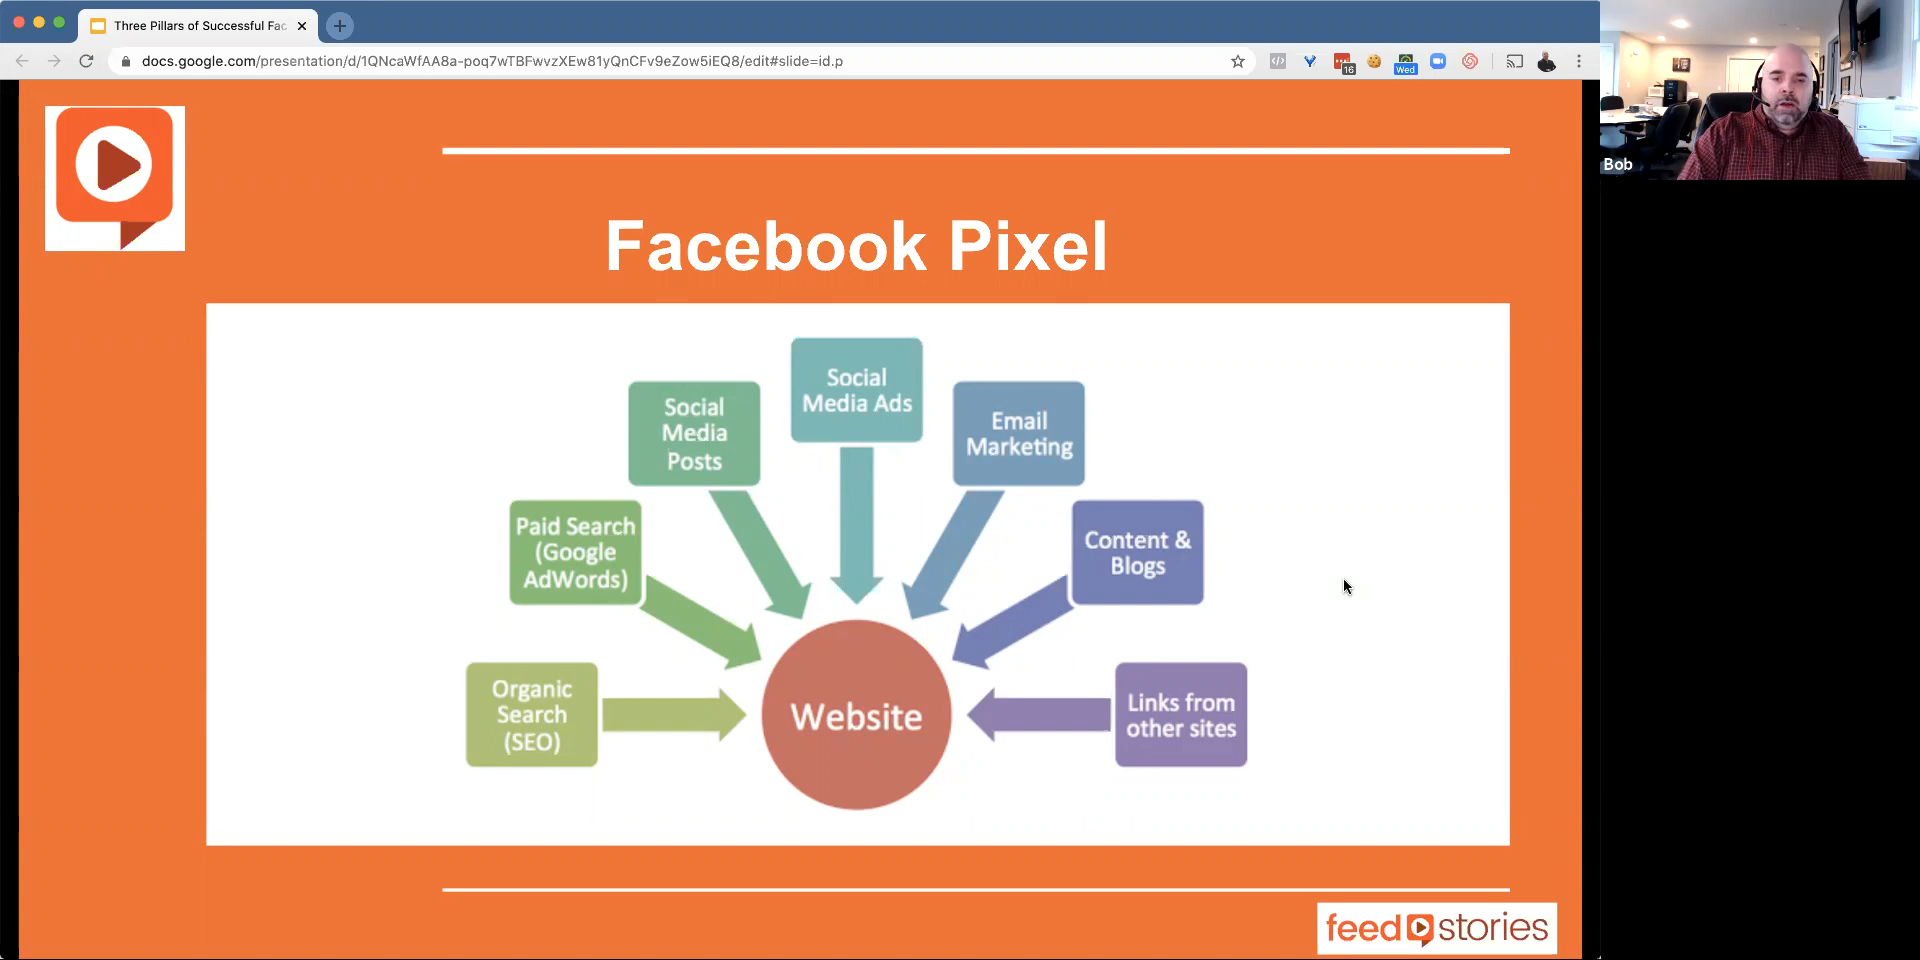 Three Pillars of Successful Fac
docs.google.com/presentation/d/1QNcaWfAA8a-poq7wTBFwvzXEw81yQnCFv9eZow5iEQ8/edit#slide=id.p
16
Wed
Bob
Facebook Pixel
Social
Media Ads
Social
Media
Posts
Email
Marketing
Paid Search
(Google
AdWords)
Content &
Blogs
Organic
Search
(SEO)
Website
Links from
other sites
feed stories